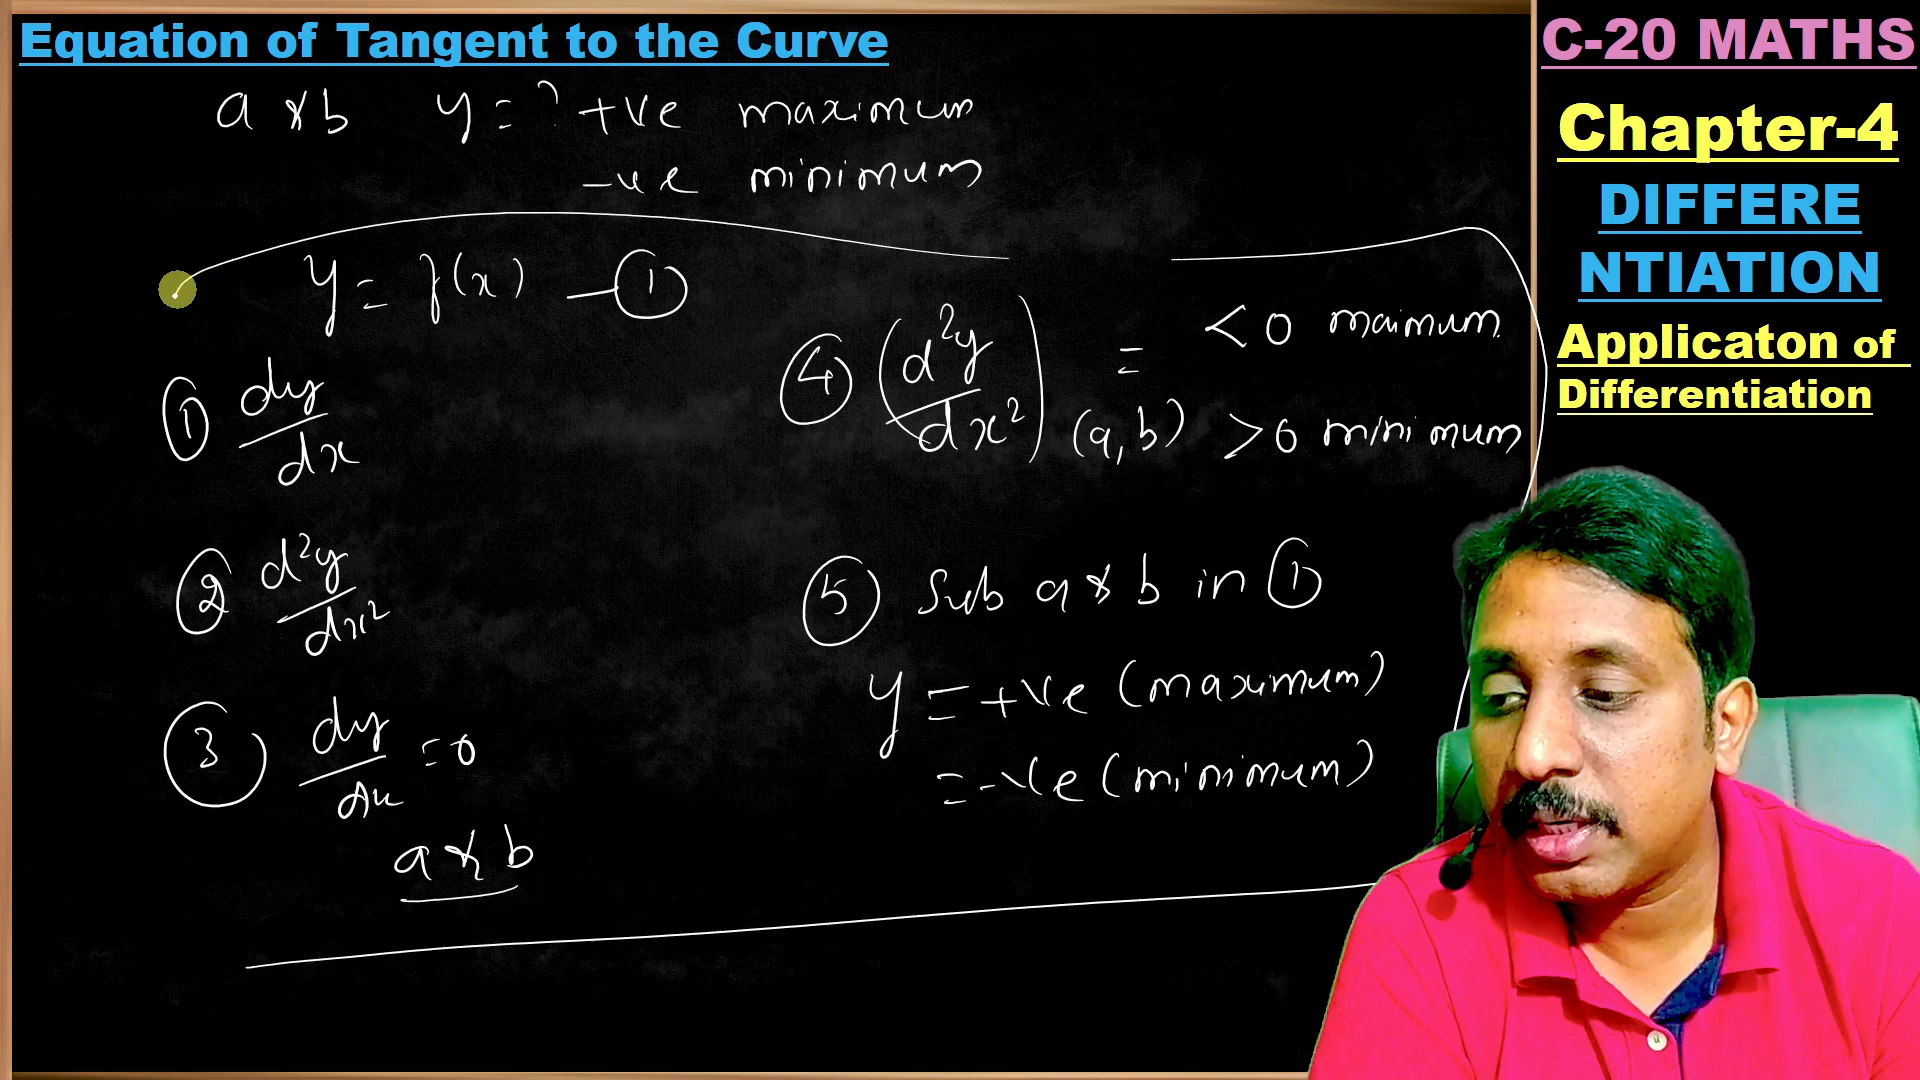 Equation of Tangent to the Curve
a & b y = ? +ve maximum
-ve minimum
y = f(x) — ①
① dy/dx
② d²y/dx²
③ dy/dx = 0
a & b
④ (d²y/dx²) (a, b) = < 0 maimum
> 0 minimum
⑤ Sub a & b in ①
y = +ve (maximum)
= -ve (minimum)
C-20 MATHS
Chapter-4
DIFFERE
NTIATION
Applicaton of
Differentiation